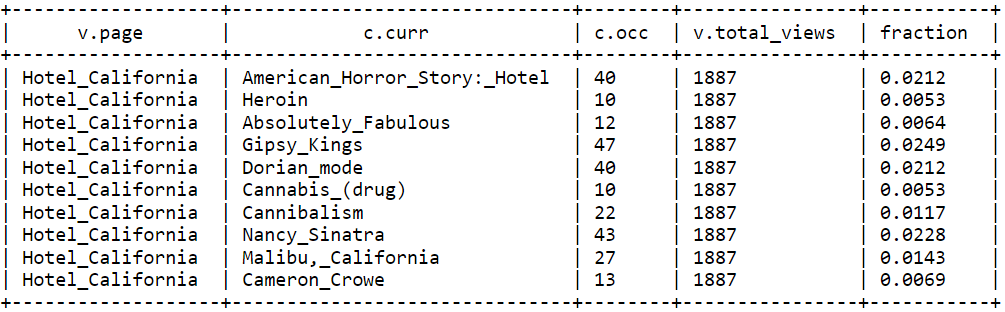 +-------------------+-------------------------------+--------+----------------+-----------+
|      v.page       |            c.curr             | c.occ  | v.total_views  | fraction  |
+-------------------+-------------------------------+--------+----------------+-----------+
| Hotel_California  | American_Horror_Story:_Hotel  | 40     | 1887           | 0.0212    |
| Hotel_California  | Heroin                        | 10     | 1887           | 0.0053    |
| Hotel_California  | Absolutely_Fabulous           | 12     | 1887           | 0.0064    |
| Hotel_California  | Gipsy_Kings                   | 47     | 1887           | 0.0249    |
| Hotel_California  | Dorian_mode                   | 40     | 1887           | 0.0212    |
| Hotel_California  | Cannabis_(drug)               | 10     | 1887           | 0.0053    |
| Hotel_California  | Cannibalism                   | 22     | 1887           | 0.0117    |
| Hotel_California  | Nancy_Sinatra                 | 43     | 1887           | 0.0228    |
| Hotel_California  | Malibu,_California            | 27     | 1887           | 0.0143    |
| Hotel_California  | Cameron_Crowe                 | 13     | 1887           | 0.0069    |
+-------------------+-------------------------------+--------+----------------+-----------+